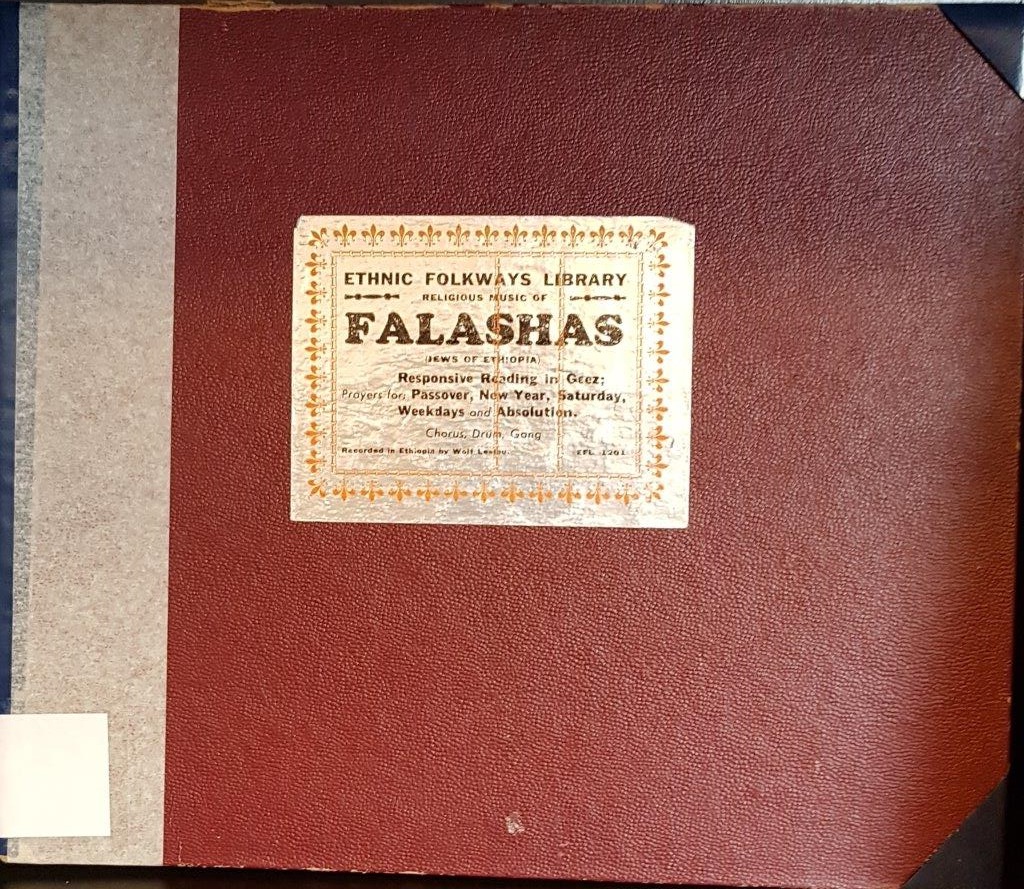 ETHNIC FOLKWAYS LIBRARY
RELIGIOUS MUSIC OF
FALASHAS
(JEWS OF ETHIOPIA)
Responsive Reading in Geez;
Prayers for: Passover, New Year, Saturday,
Weekdays and Absolution.
Chorus, Drum, Gong
Recorded in Ethiopia by Wolf Leslau. EFL 1201